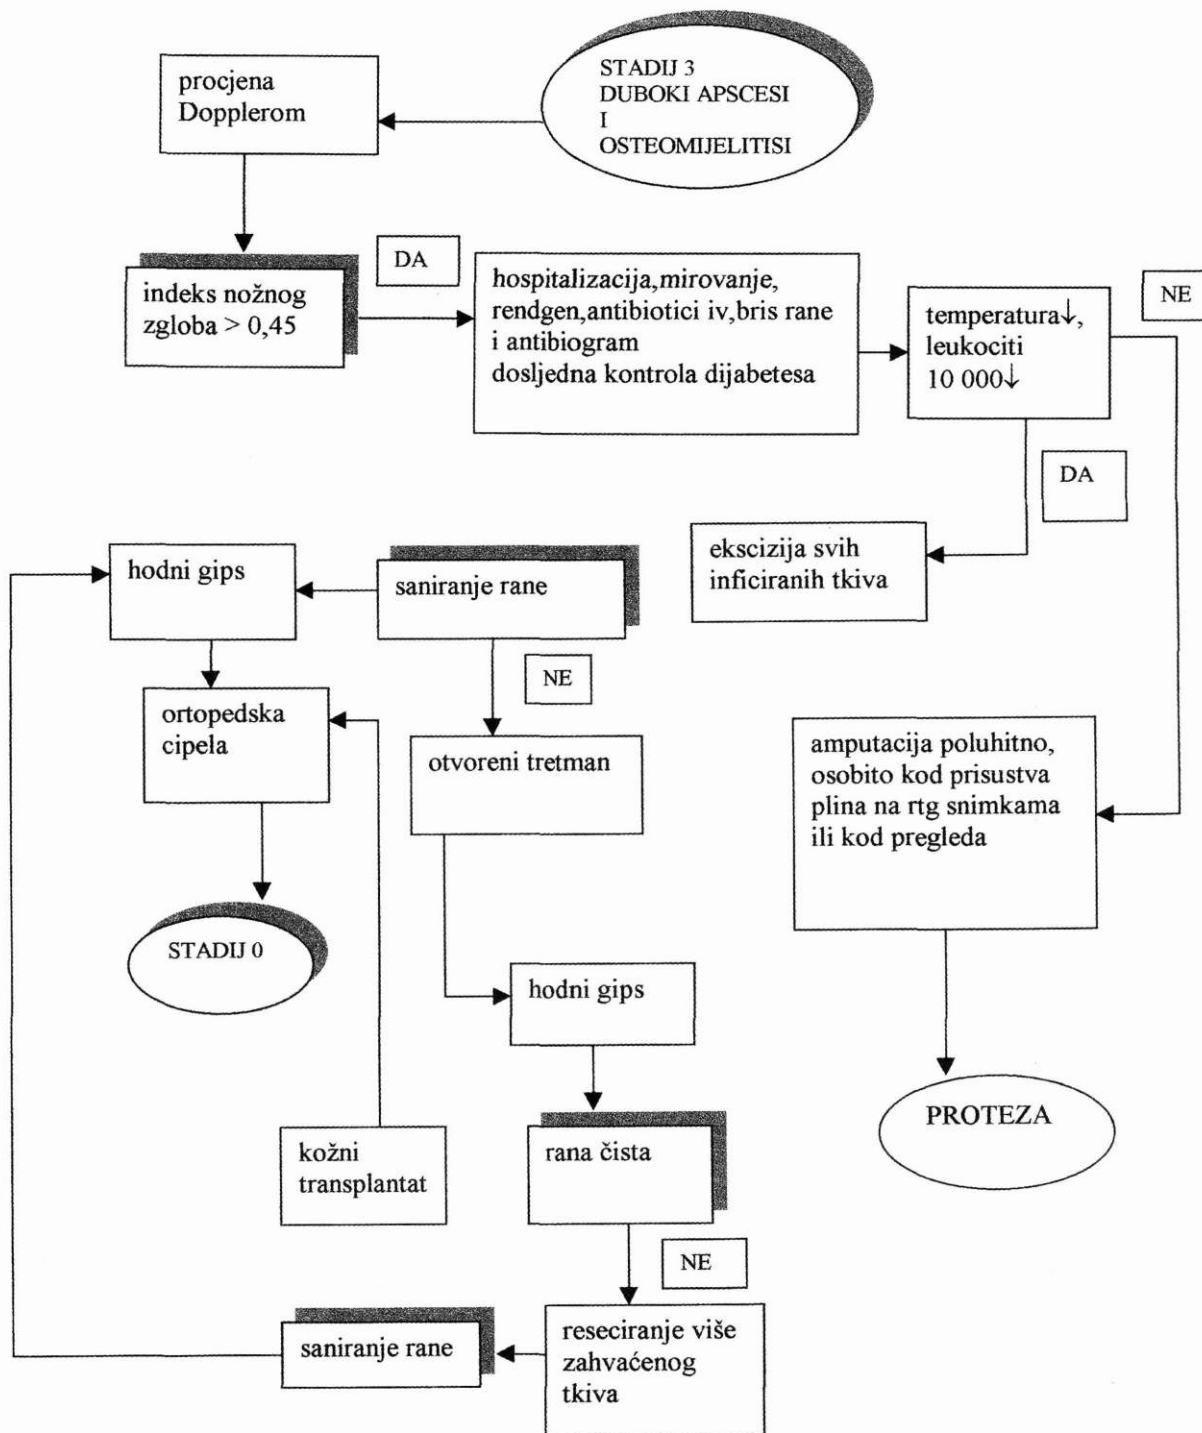 procjena
Dopplerom
STADIJ 3
DUBOKI APSCESI
I
OSTEOMIJELITISI
indeks nožnog
zgloba > 0,45
DA
hospitalizacija,mirovanje,
rendgen,antibiotici iv,bris rane
i antibiogram
dosljedna kontrola dijabetesa
temperatura↓,
leukociti
10 000↓
NE
DA
ekscizija svih
inficiranih tkiva
hodni gips
saniranje rane
NE
ortopedska
cipela
otvoreni tretman
amputacija poluhitno,
osobito kod prisustva
plina na rtg snimkama
ili kod pregleda
STADIJ 0
hodni gips
PROTEZA
kožni
transplantat
rana čista
NE
saniranje rane
reseciranje više
zahvaćenog
tkiva